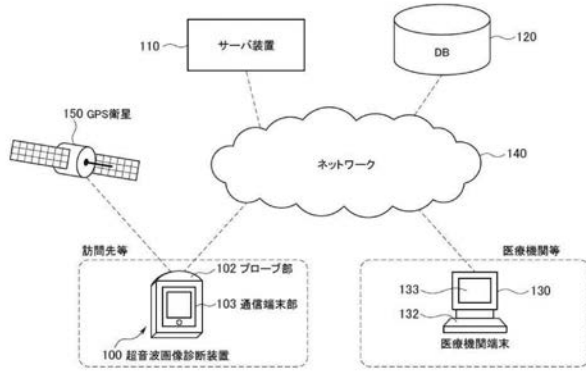 110
サーバ装置
120
DB
150 GPS衛星
ネットワーク
140
訪問先等
102 プローブ部
103 通信端末部
100 超音波画像診断装置
医療機関等
133
130
132
医療機関端末